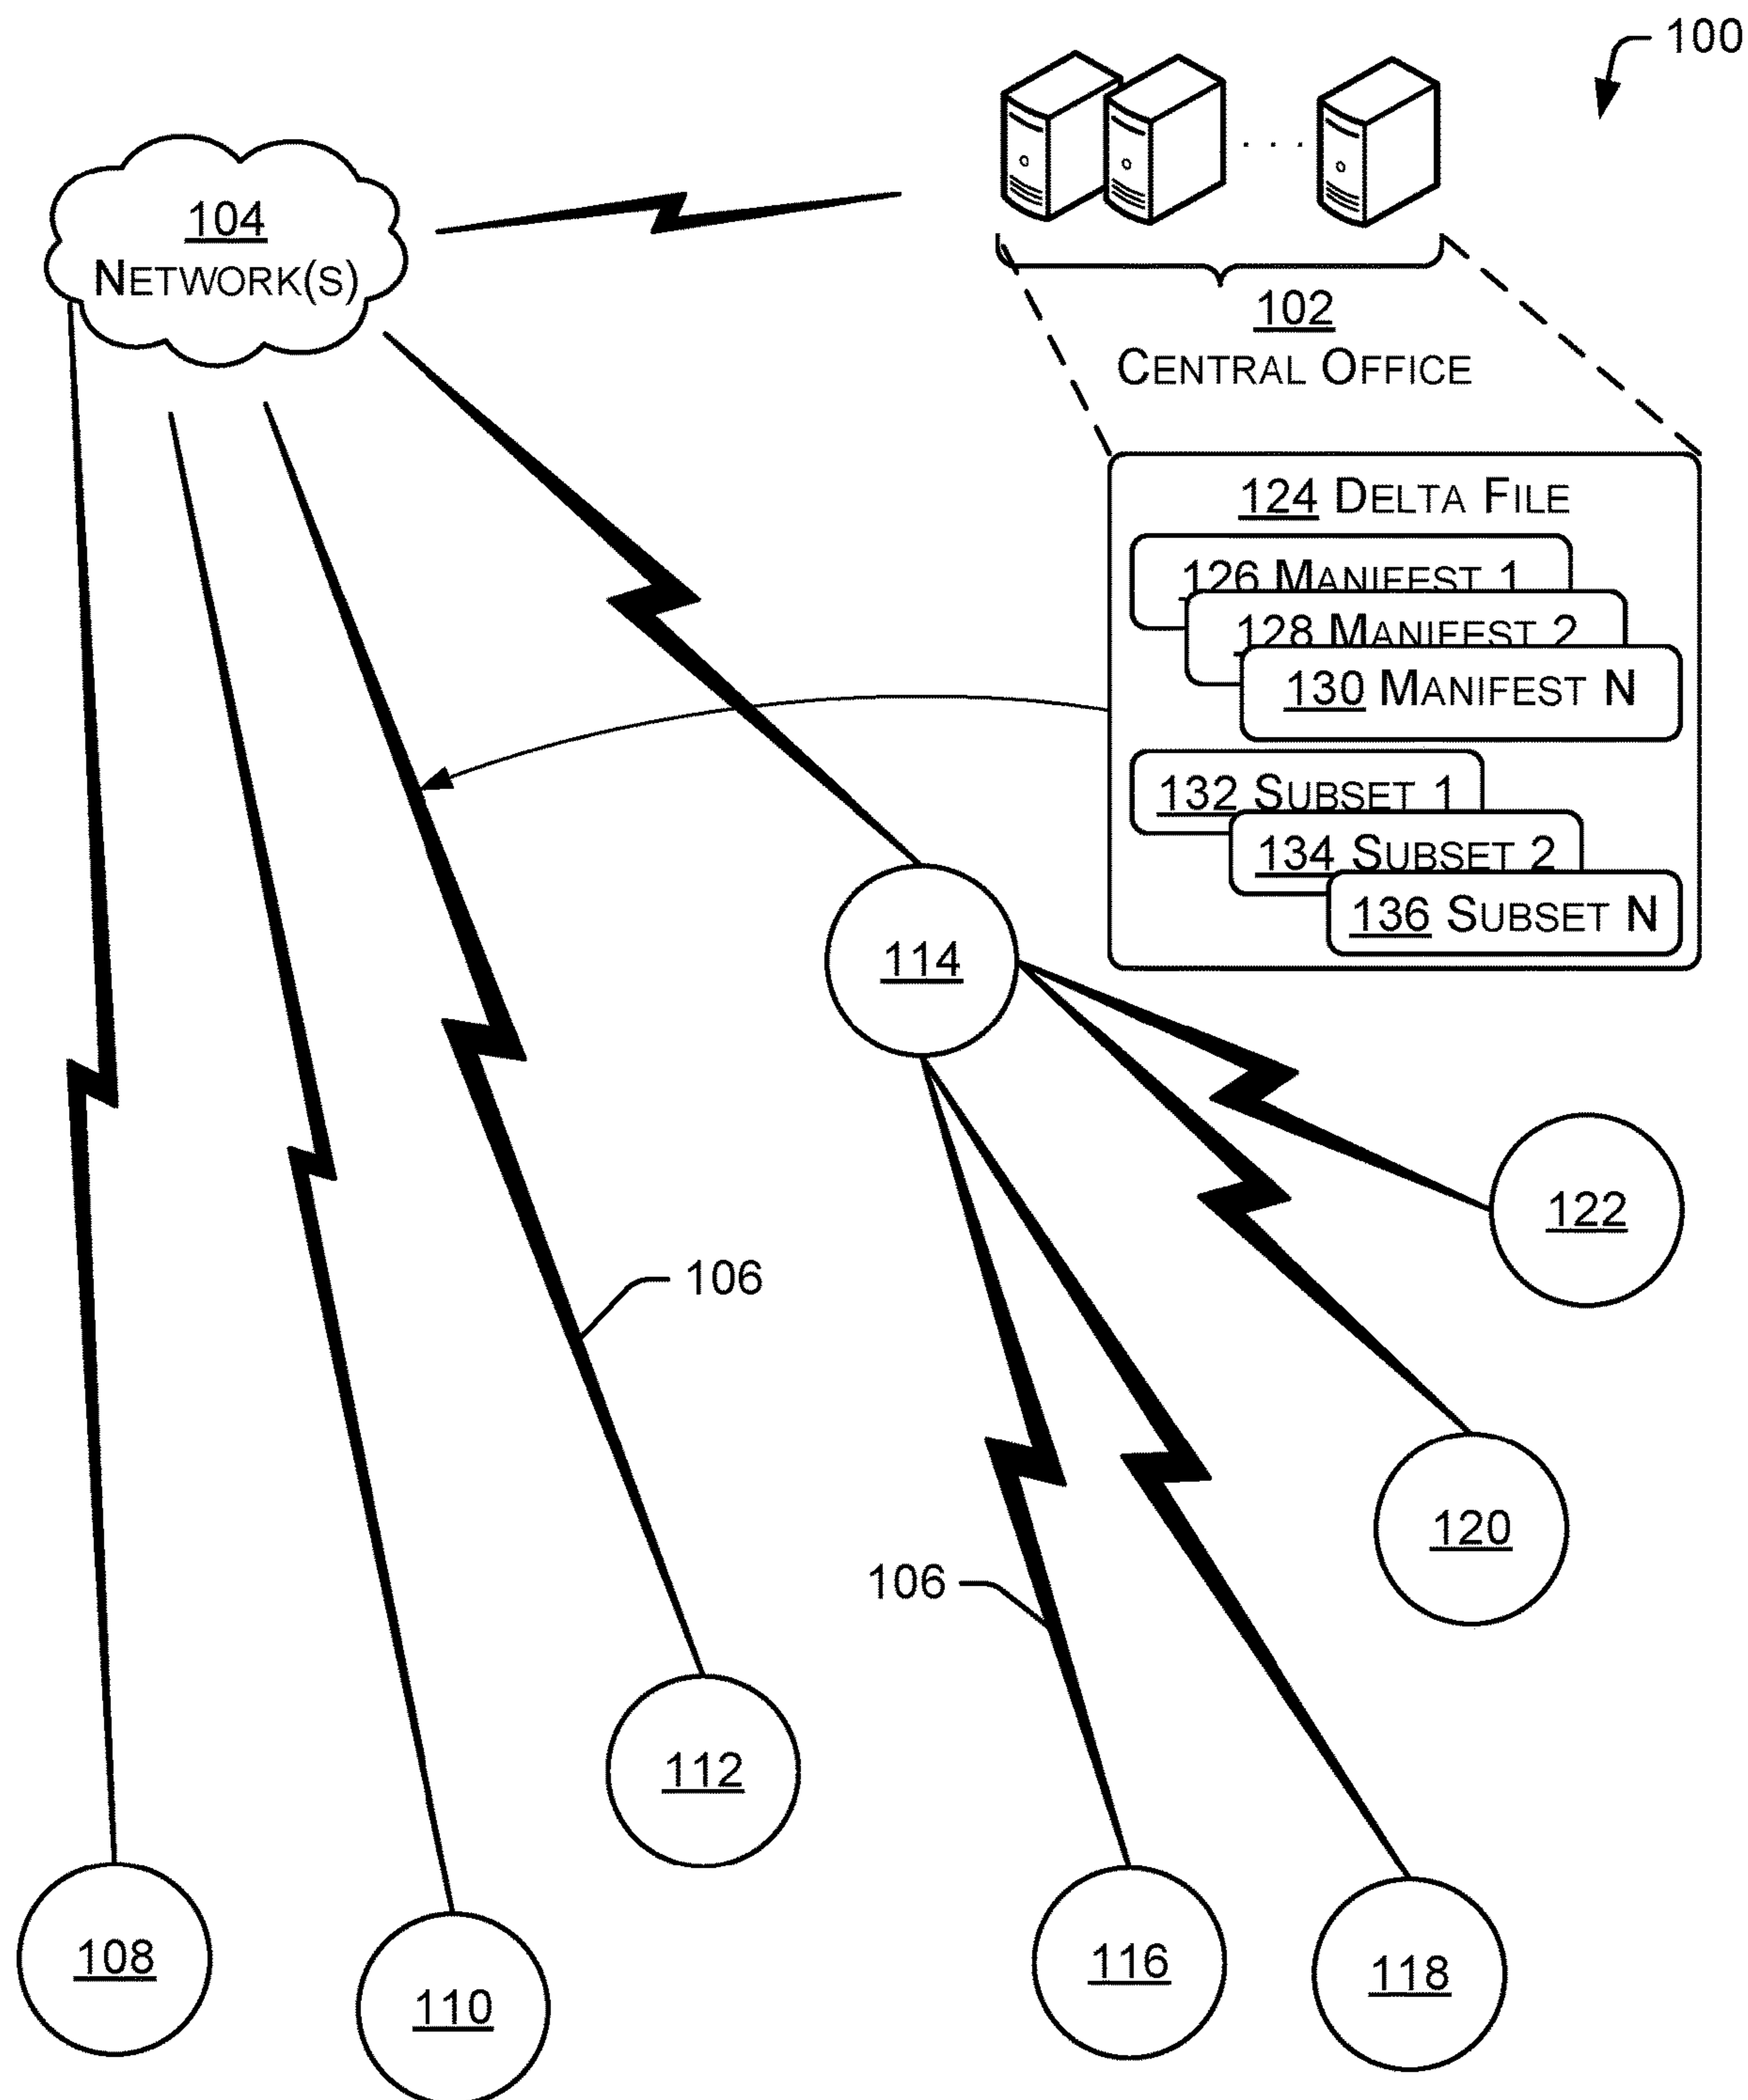 100
104
NETWORK(S)
102
CENTRAL OFFICE
124 DELTA FILE
126 MANIFEST 1
128 MANIFEST 2
130 MANIFEST N
132 SUBSET 1
134 SUBSET 2
136 SUBSET N
114
122
106
120
106
112
108
110
116
118